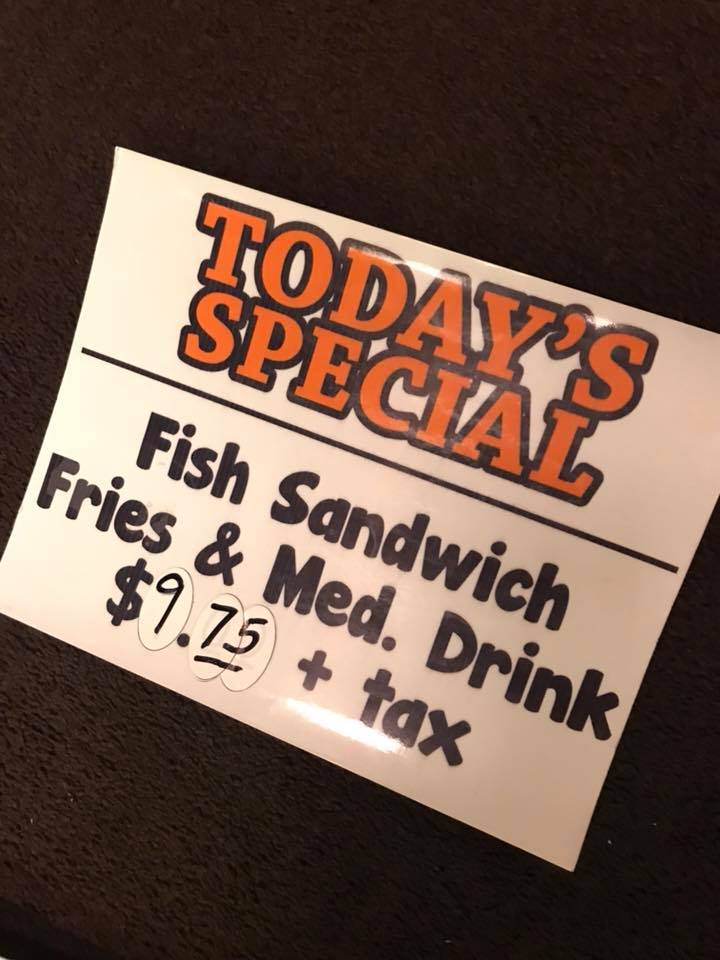 TODAY'S
SPECIAL
Fish Sandwich
Fries & Med. Drink
$9.75 + tax